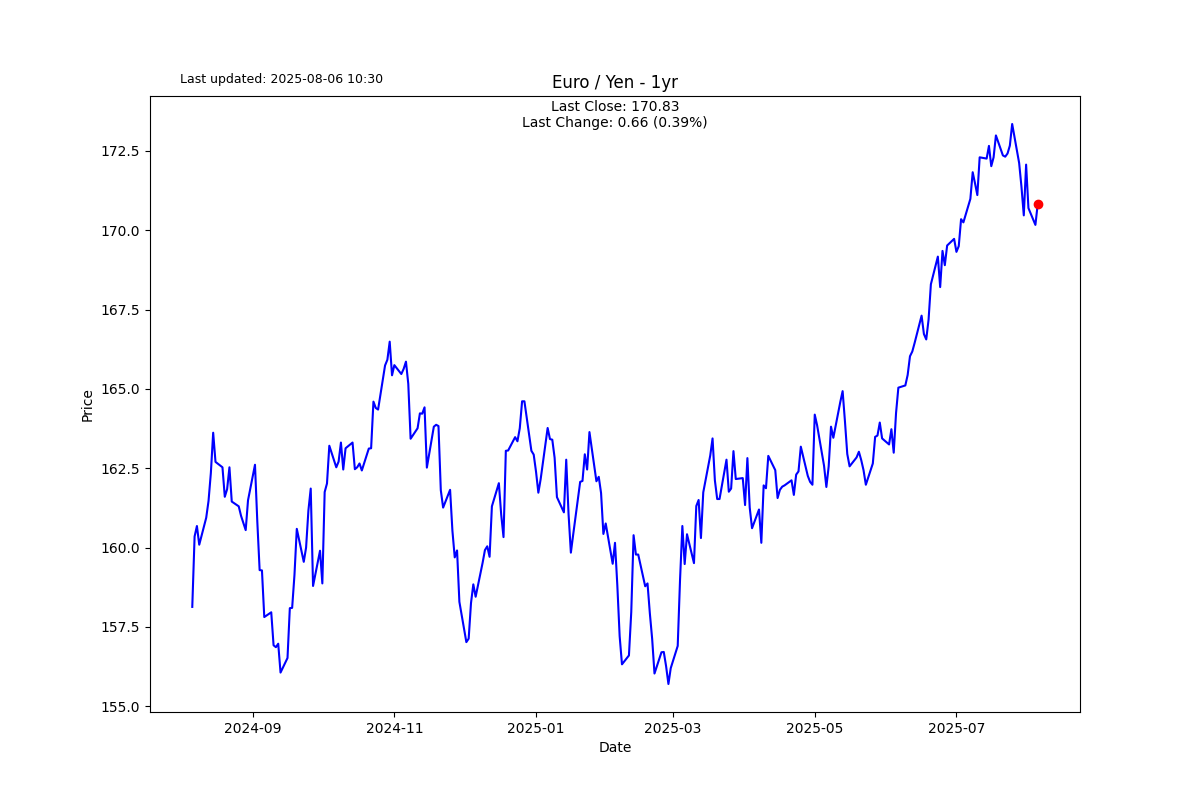 Last updated: 2025-08-06 10:30
Euro / Yen - 1yr
Last Close: 170.83
Last Change: 0.66 (0.39%)
172.5
170.0
167.5
165.0
162.5
160.0
157.5
155.0
Price
2024-09 2024-11 2025-01 2025-03 2025-05 2025-07
Date